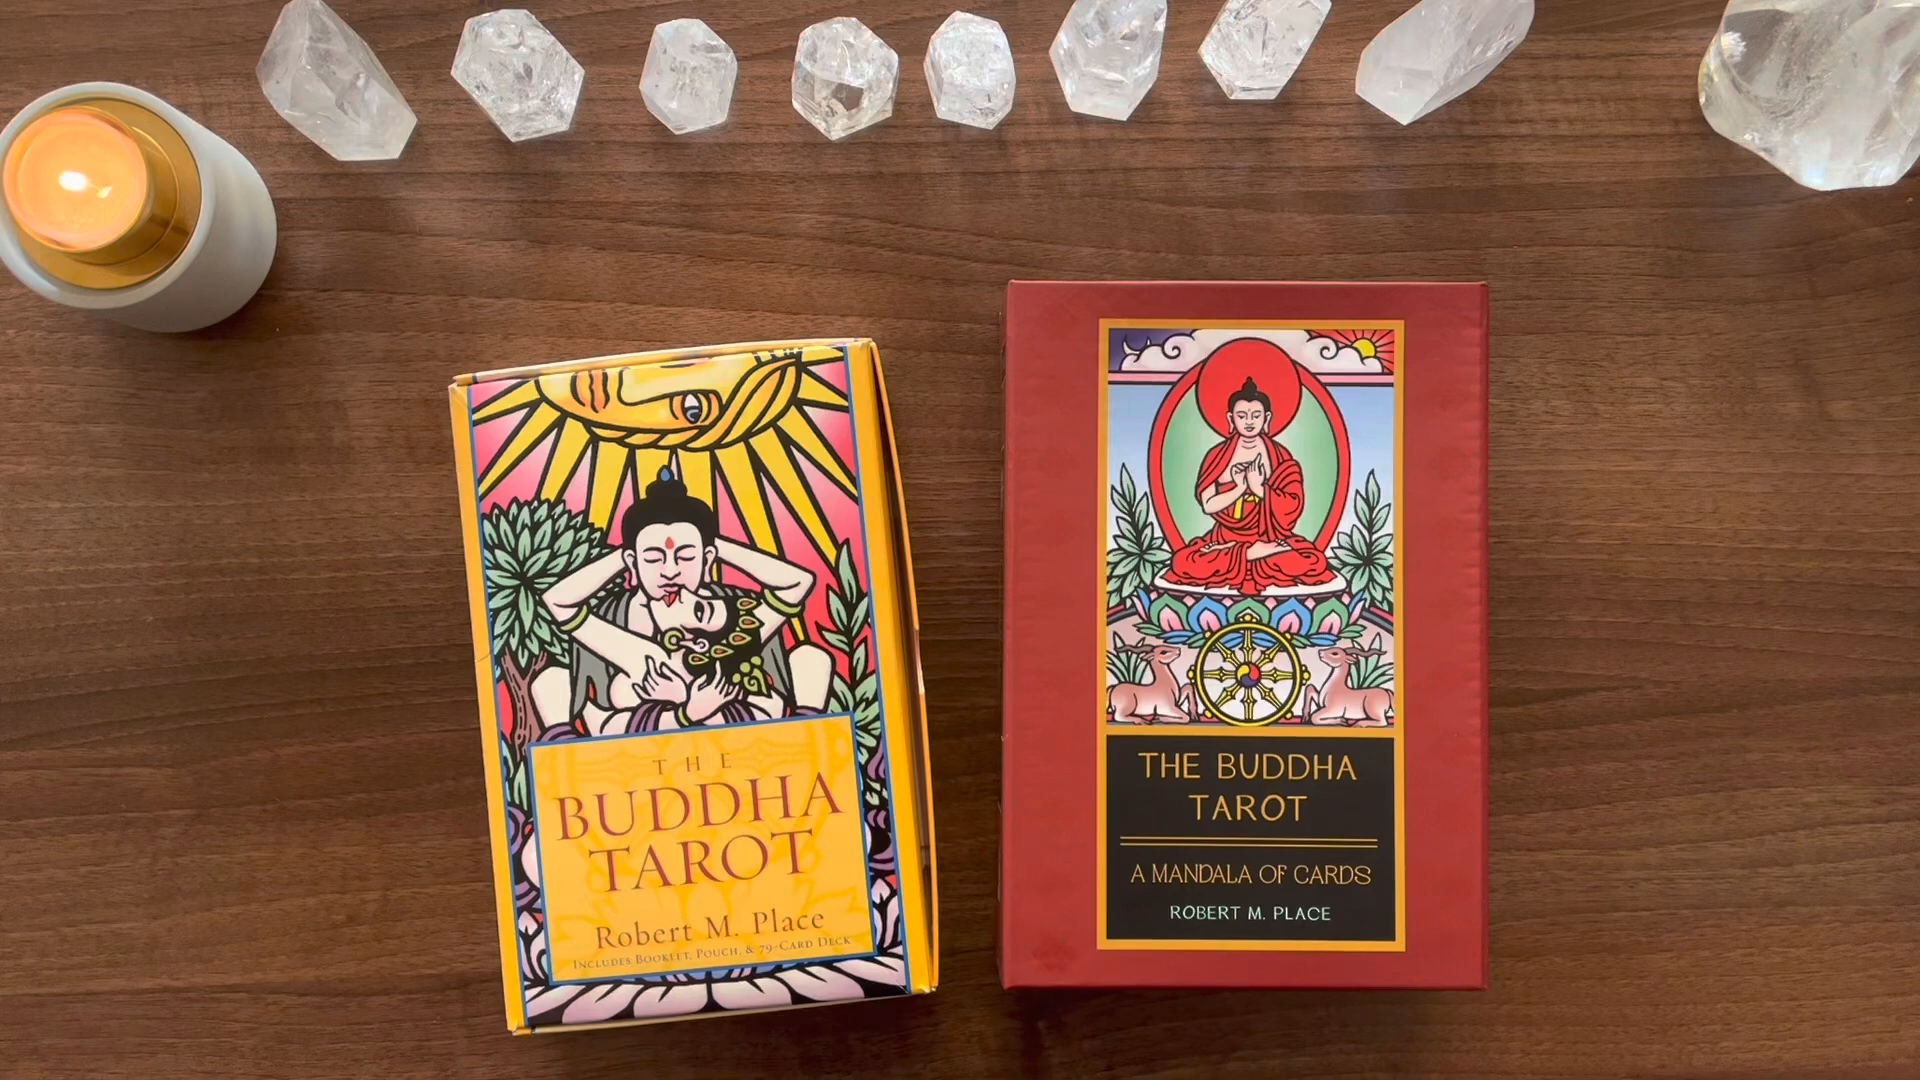 THE
BUDDHA
TAROT
Robert M. Place
INCLUDES BOOKLET, POUCH, & 79-CARD DECK
THE BUDDHA
TAROT
A MANDALA OF CARDS
ROBERT M. PLACE